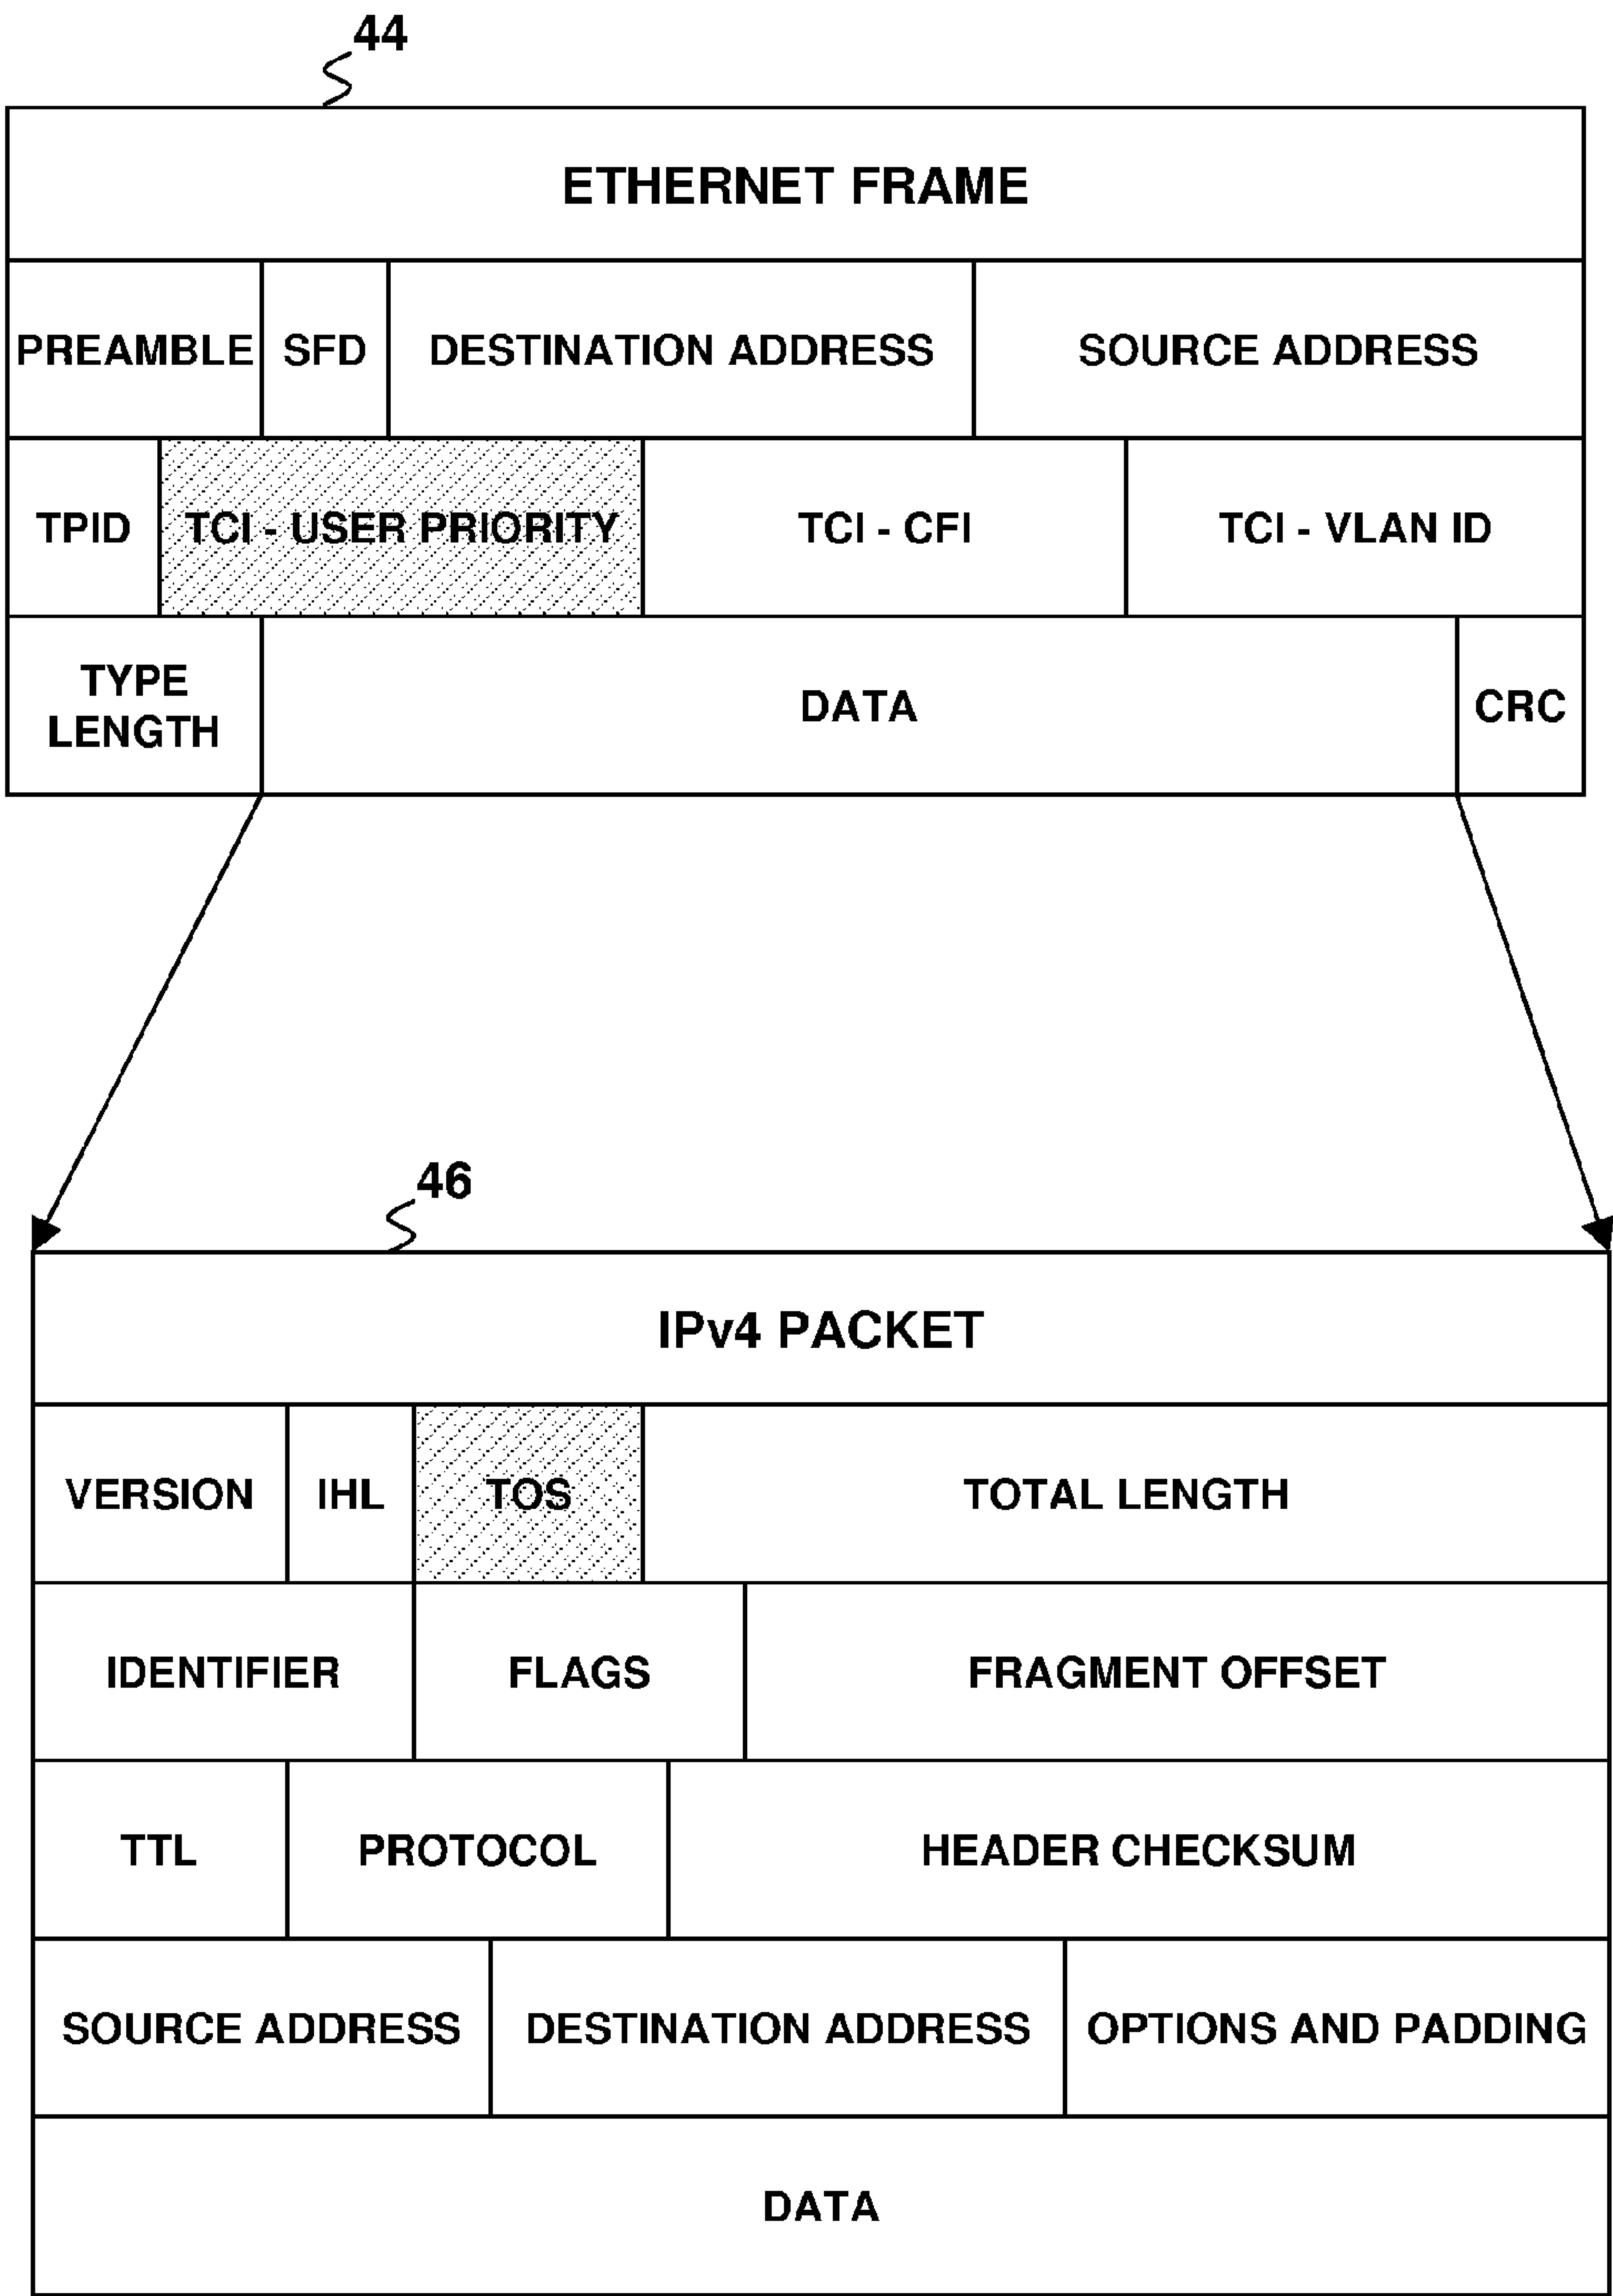 44
ETHERNET FRAME
PREAMBLE SFD DESTINATION ADDRESS SOURCE ADDRESS
TPID TCI - USER PRIORITY TCI - CFI TCI - VLAN ID
TYPE
LENGTH
DATA
CRC
46
IPv4 PACKET
VERSION IHL TOS TOTAL LENGTH
IDENTIFIER FLAGS FRAGMENT OFFSET
TTL PROTOCOL HEADER CHECKSUM
SOURCE ADDRESS DESTINATION ADDRESS OPTIONS AND PADDING
DATA